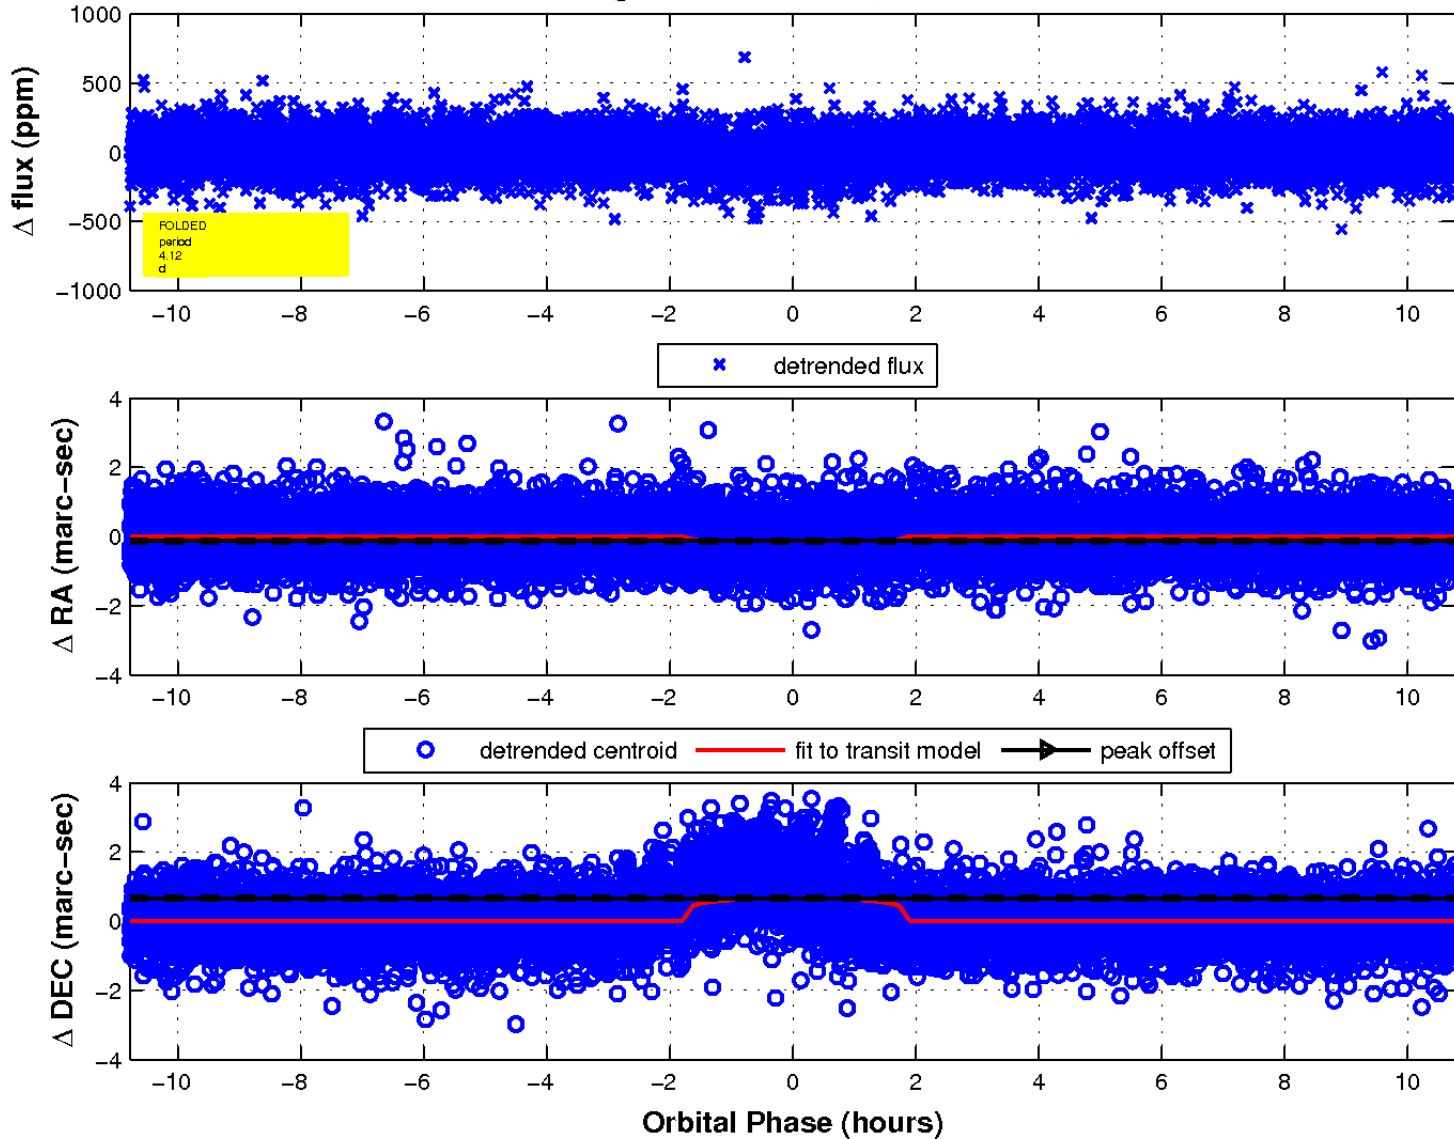 1000
500
0
−500
−1000
Δ flux (ppm)
FOLDED
period
4.12
d
−10 −8 −6 −4 −2 0 2 4 6 8 10
detrended flux
4
2
0
−2
−4
Δ RA (marc−sec)
−10 −8 −6 −4 −2 0 2 4 6 8 10
detrended centroid fit to transit model peak offset
4
2
0
−2
−4
Δ DEC (marc−sec)
−10 −8 −6 −4 −2 0 2 4 6 8 10
Orbital Phase (hours)